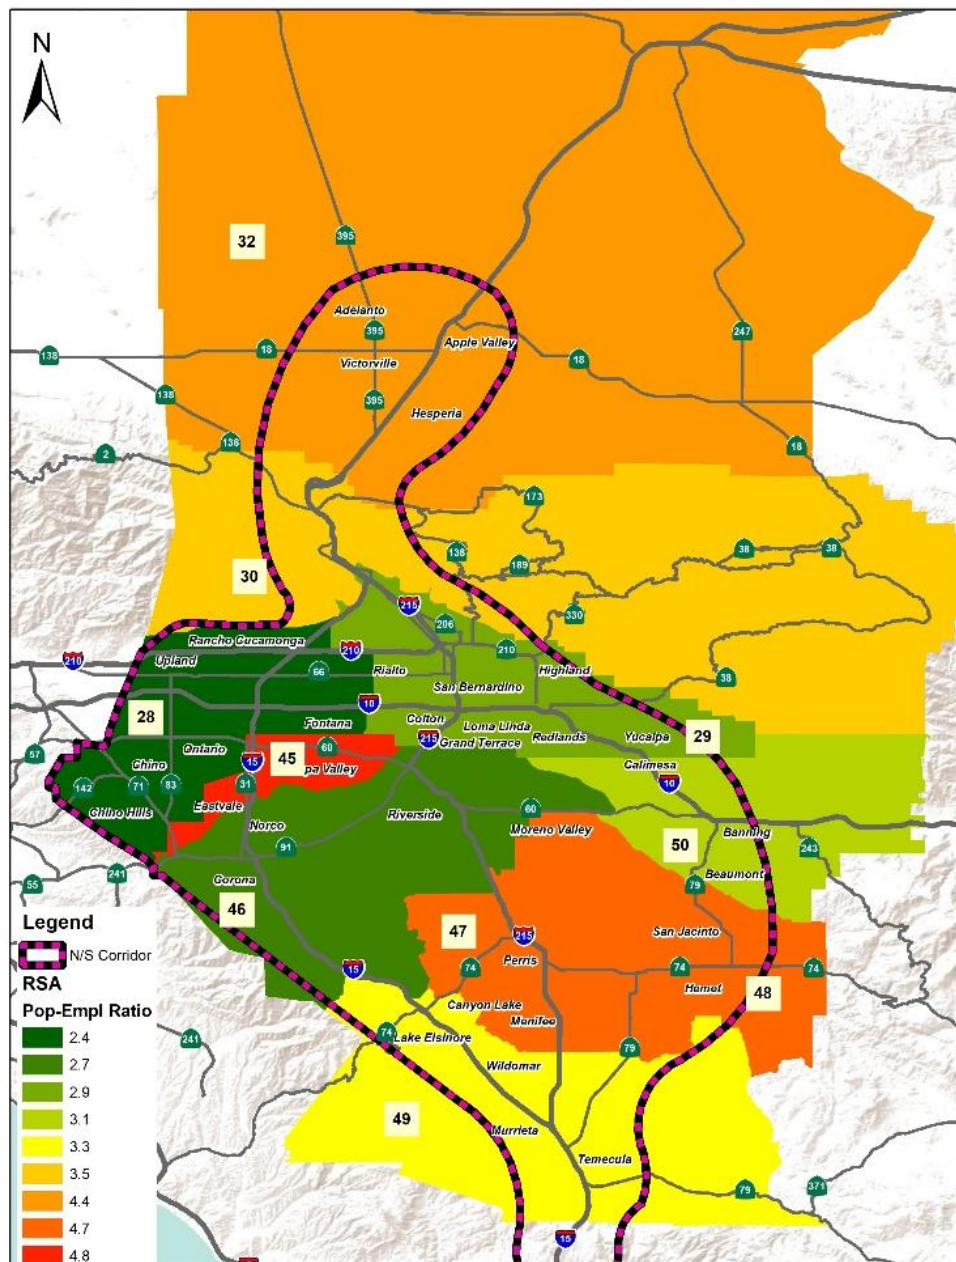 N
32
395
Adelanto
395
247
138
18
Apple Valley
18
Victorville
138
395
Hesperia
138
18
2
173
138
38
38
189
30
215
330
206
Rancho Cucamonga
210
210
210
Upland
Highland
66
Rialto
38
San Bernardino
10
28
Fontana
Colton
Loma Linda
29
215
Redlands
Yucaipa
Grand Terrace
57
Ontario
60
45
Chino
15
pa Valley
Calimesa
10
142
71
83
31
Chino Hills
Eastvale
60
Riverside
Norco
Moreno Valley
Banning
91
50
243
Beaumont
55
241
Corona
79
46
47
San Jacinto
215
Perris
15
74
74
Hemet
74
48
Canyon Lake
Menifee
74
Lake Elsinore
241
79
Wildomar
49
Murrieta
Temecula
79
371
15
Legend
N/S Corridor
RSA
Pop-Empl Ratio
2.4
2.7
2.9
3.1
3.3
3.5
4.4
4.7
4.8